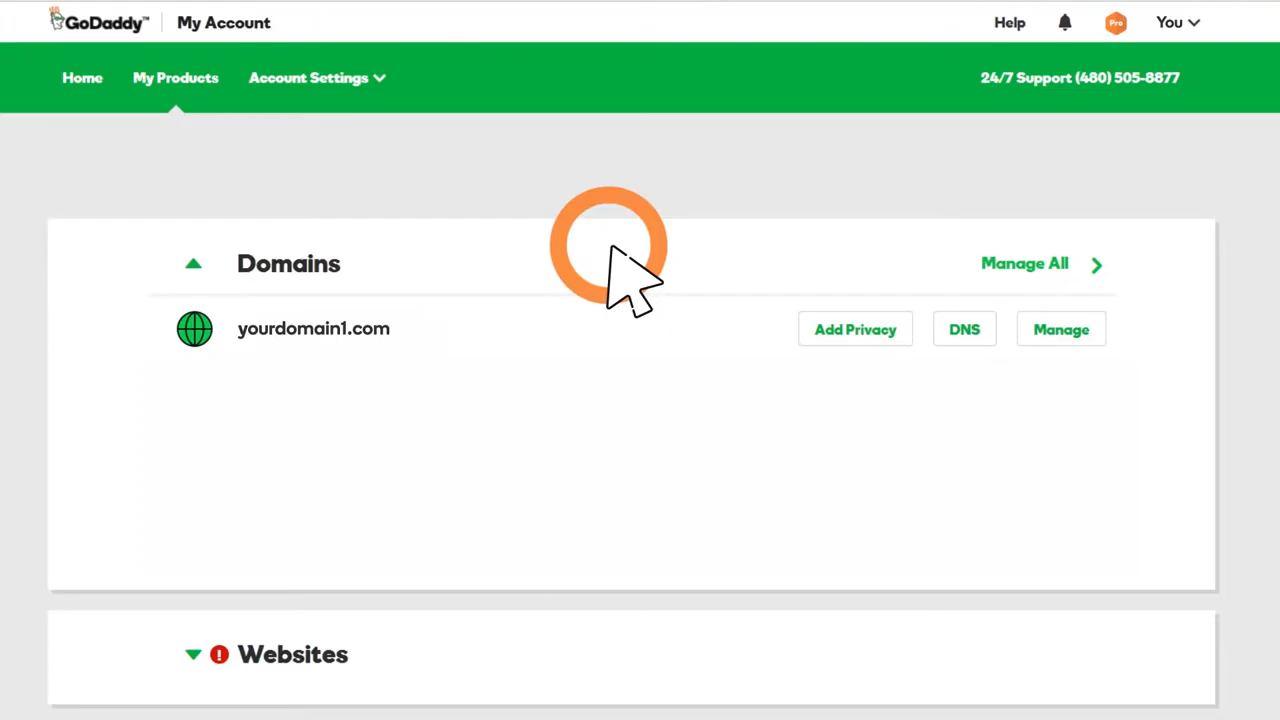 GoDaddy™ My Account Help Pro You
Home My Products Account Settings 24/7 Support (480) 505-8877
Domains Manage All
yourdomain1.com Add Privacy DNS Manage
! Websites